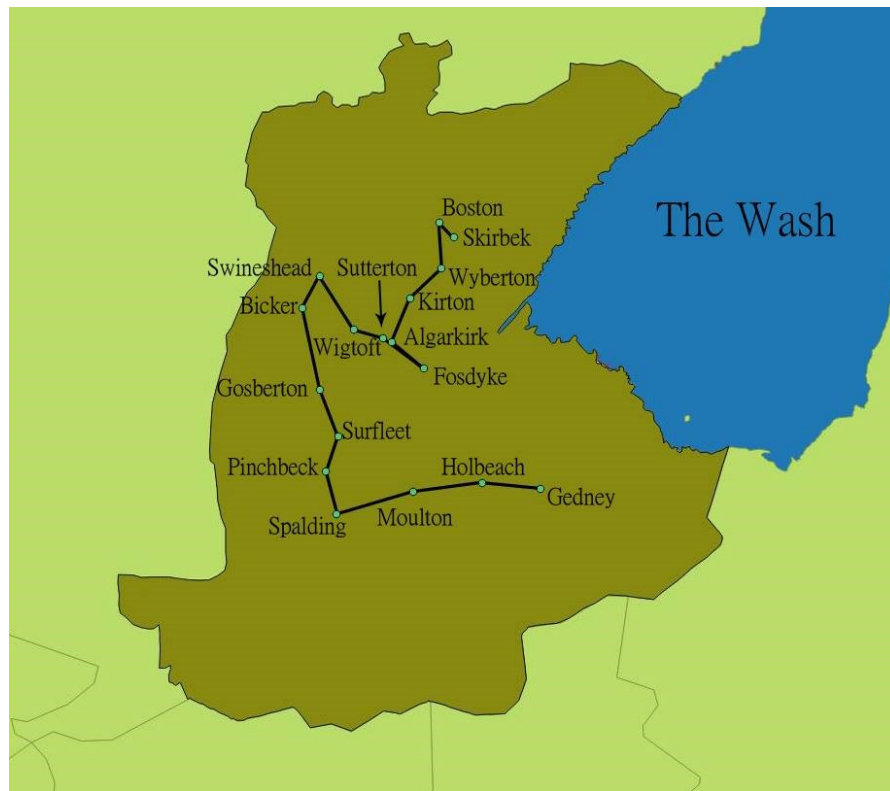 Boston
The Wash
Skirbek
Swineshead
Sutterton
Wyberton
Bicker
Kirton
Wigtoft
Algarkirk
Fosdyke
Gosberton
Surfleet
Pinchbeck
Holbeach
Gedney
Spalding
Moulton